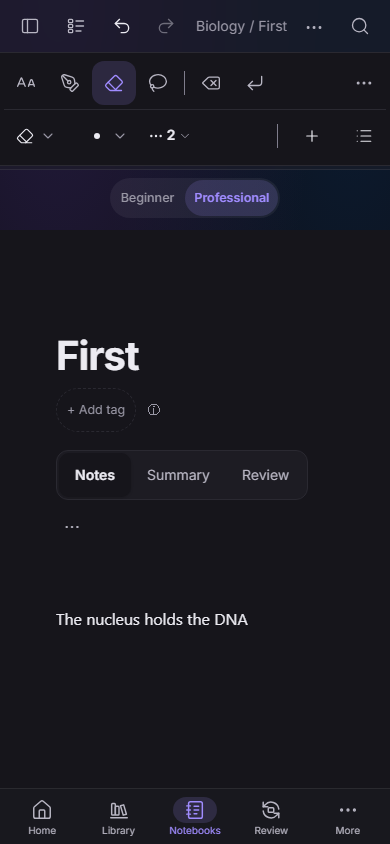 Biology / First
AA
2
Beginner
Professional
First
+ Add tag
Notes
Summary
Review
The nucleus holds the DNA
Home
Library
Notebooks
Review
More